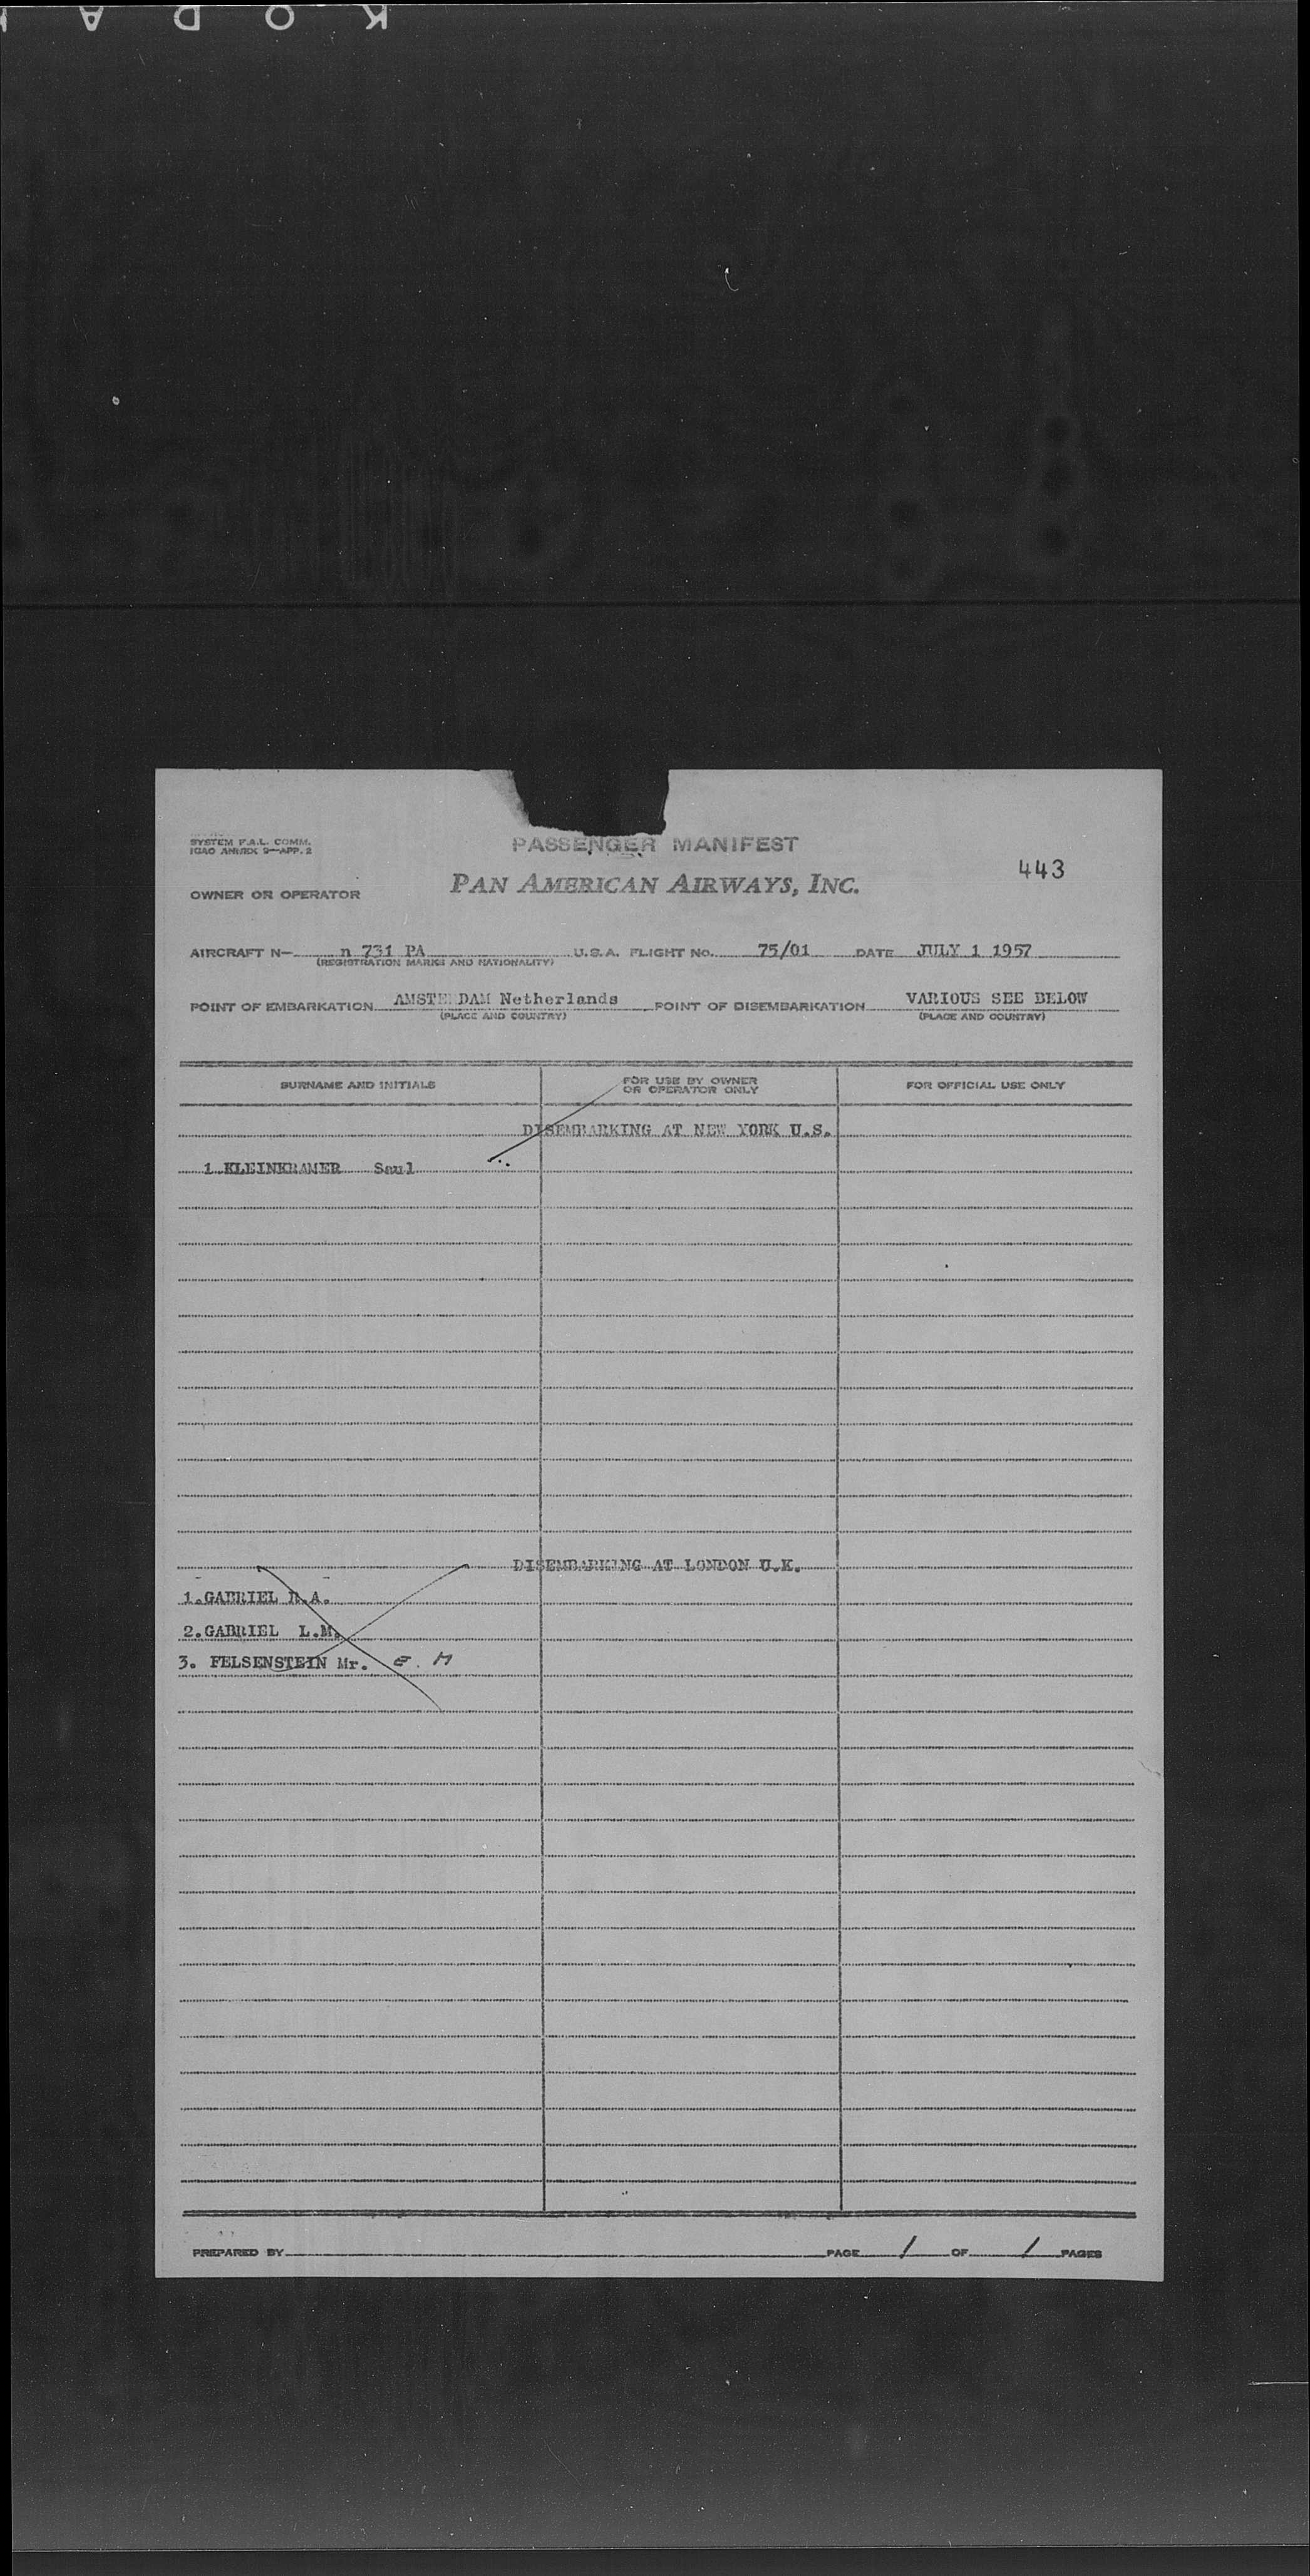 KODA
SYSTEM F.A.L. COMM.
ICAO ANNEX 9—APP. 2
PASSENGER MANIFEST
443
OWNER OR OPERATOR
PAN AMERICAN AIRWAYS, INC.
AIRCRAFT N— n 731 PA U.S.A. FLIGHT No. 75/01 DATE JULY 1 1957
(REGISTRATION MARKS AND NATIONALITY)
POINT OF EMBARKATION AMSTERDAM Netherlands POINT OF DISEMBARKATION VARIOUS SEE BELOW
(PLACE AND COUNTRY) (PLACE AND COUNTRY)
SURNAME AND INITIALS FOR USE BY OWNER OR OPERATOR ONLY FOR OFFICIAL USE ONLY
DISEMBARKING AT NEW YORK U.S.
1 KLEINKRAMER Saul
DISEMBARKING AT LONDON U.K.
1. GABRIEL R.A.
2. GABRIEL L.M.
3. FELSENSTEIN Mr. E. M
PREPARED BY PAGE 1 OF 1 PAGES